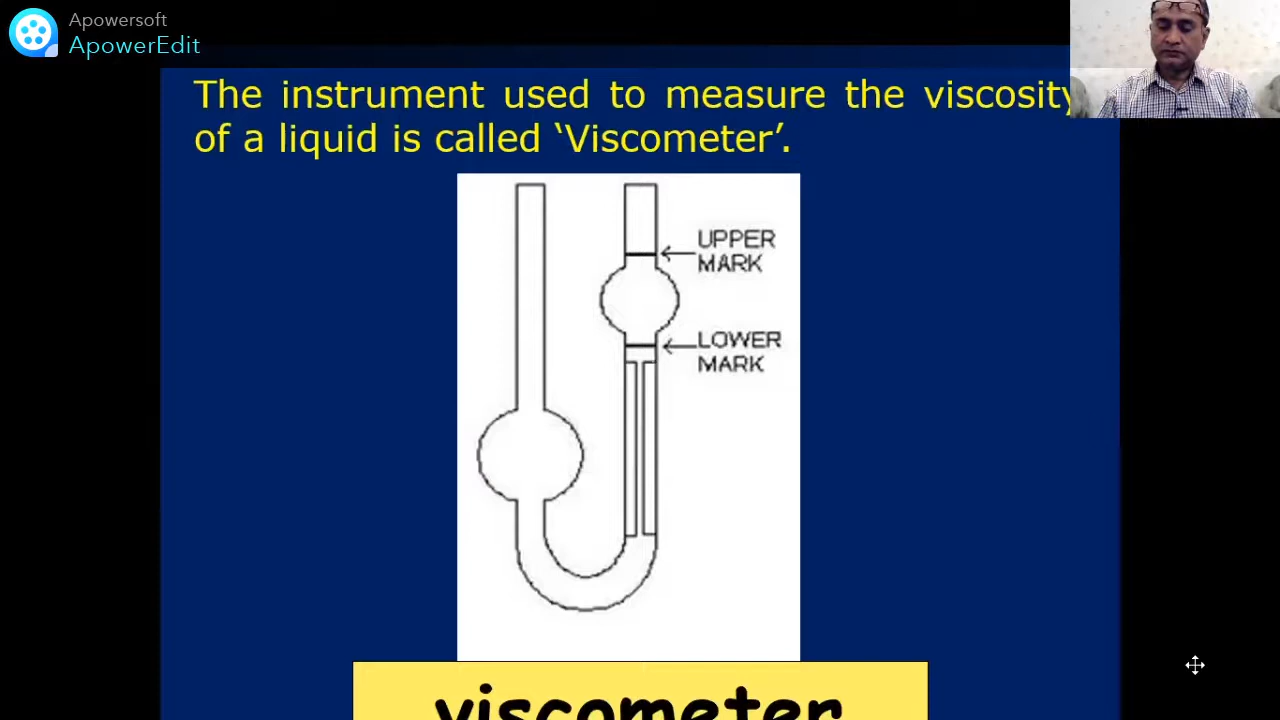 Apowersoft
ApowerEdit
The instrument used to measure the viscosity
of a liquid is called ‘Viscometer’.
UPPER
MARK
LOWER
MARK
viscometer